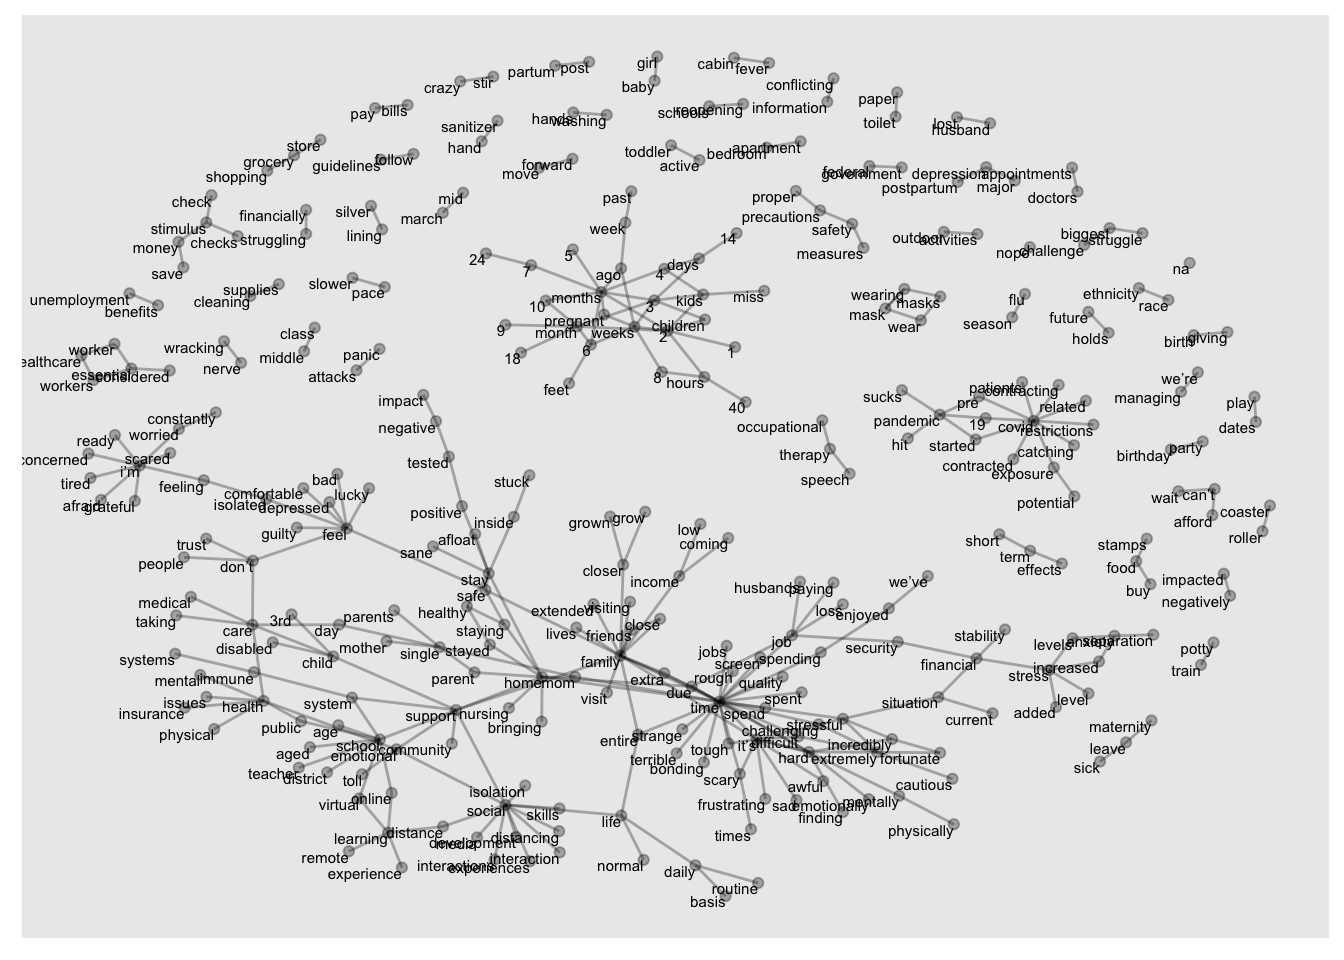 girl
cabin
fever
partum
post
crazy
stir
baby
conflicting
information
paper
toilet
pay
bills
hands
washing
schools
reopening
lost
husband
sanitizer
hand
store
grocery
shopping
guidelines
follow
forward
move
toddler
active
bedroom
apartment
federal
government
depression
appointments
postpartum
major
doctors
check
stimulus
money
checks
save
financially
struggling
silver
lining
mid
march
past
week
proper
precautions
safety
measures
outdoor
activities
biggest
struggle
nope
challenge
na
24
7
5
14
ago
4
days
months
10
3
kids
miss
pregnant
month
weeks
children
2
9
18
6
1
feet
8
hours
40
unemployment
benefits
supplies
cleaning
slower
pace
class
middle
panic
attacks
wracking
nerve
wearing
masks
mask
wear
flu
season
ethnicity
race
future
holds
birth
giving
worker
ealthcare
essential
considered
workers
we're
managing
play
dates
birthday
party
impact
negative
tested
positive
afloat
stuck
inside
sane
stay
safe
occupational
therapy
speech
sucks
pandemic
hit
pre
patients
contracting
related
19
covid
restrictions
started
catching
contracted
exposure
potential
constantly
worried
ready
scared
concerned
i'm
tired
afraid
grateful
feeling
isolated
comfortable
depressed
bad
lucky
guilty
feel
trust
people
don't
wait
can't
afford
coaster
roller
short
term
effects
stamps
food
buy
impacted
negatively
grown
grow
closer
low
coming
income
husbands
paying
loss
enjoyed
we've
job
medical
taking
care
3rd
day
disabled
child
parents
mother
single
healthy
staying
stayed
parent
extended
visiting
lives
friends
close
family
visit
extra
home
mom
due
time
jobs
screen
rough
spending
quality
spent
spend
security
financial
stability
situation
current
levels
anxiety
separation
increased
stress
level
added
potty
train
maternity
leave
sick
systems
mental
immune
issues
insurance
health
physical
system
public
age
aged
school
emotional
community
teacher
district
toll
virtual
online
support
nursing
bringing
entire
strange
terrible
bonding
tough
it's
challenging
difficult
stressful
hard
incredibly
extremely
fortunate
scary
awful
cautious
frustrating
sad
emotionally
mentally
finding
physically
times
isolation
social
skills
learning
distance
remote
experience
media
development
distancing
interactions
experiences
interaction
life
normal
daily
routine
basis